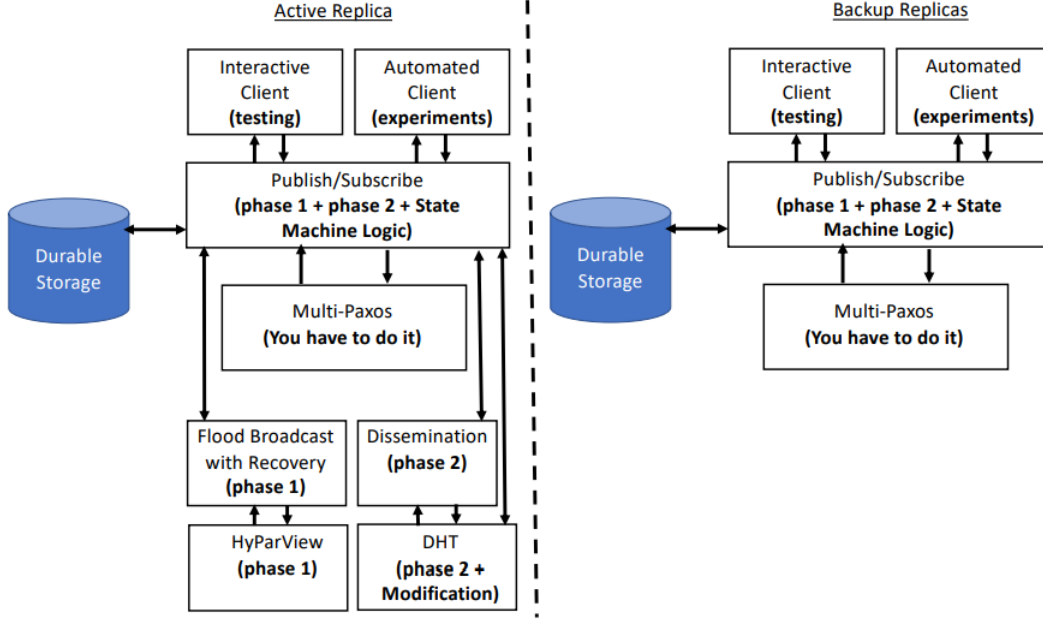 Active Replica
Interactive
Client
(testing)
Automated
Client
(experiments)
Publish/Subscribe
(phase 1 + phase 2 + State
Machine Logic)
Durable
Storage
Multi-Paxos
(You have to do it)
Flood Broadcast
with Recovery
(phase 1)
Dissemination
(phase 2)
HyParView
(phase 1)
DHT
(phase 2 +
Modification)
Backup Replicas
Interactive
Client
(testing)
Automated
Client
(experiments)
Publish/Subscribe
(phase 1 + phase 2 + State
Machine Logic)
Durable
Storage
Multi-Paxos
(You have to do it)